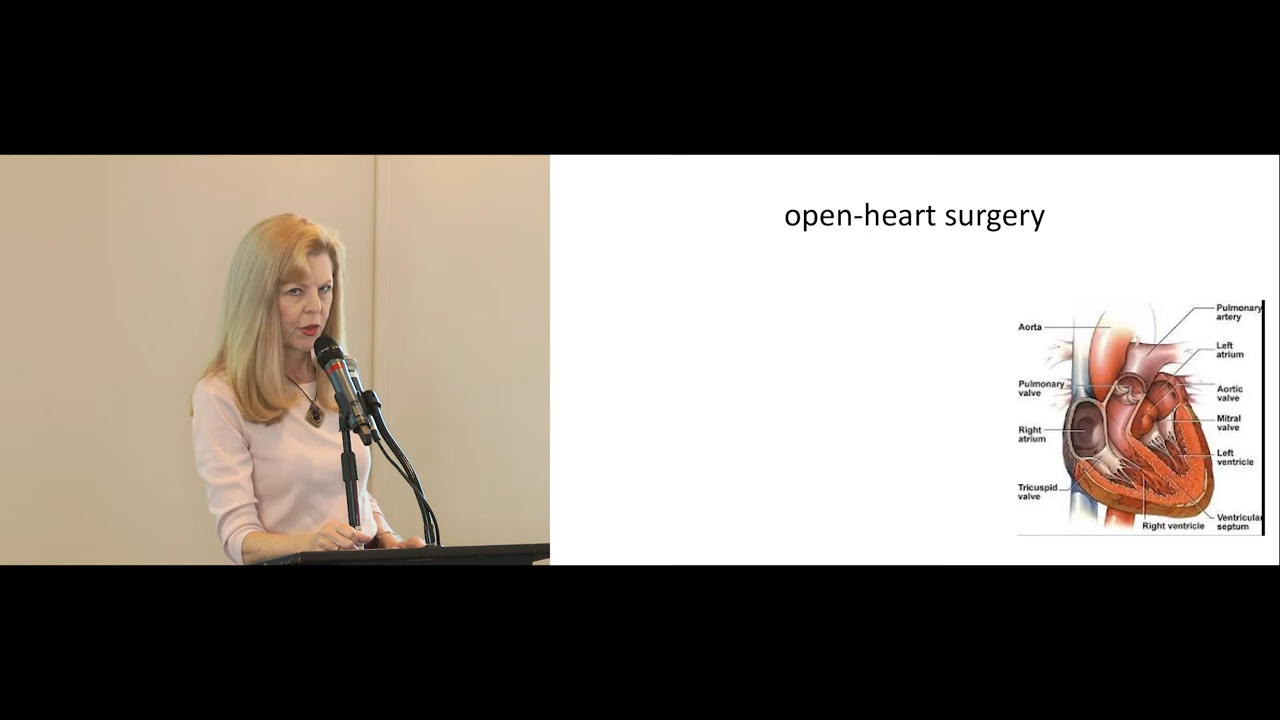 open-heart surgery
Pulmonary
artery
Aorta
Left
atrium
Pulmonary
valve
Aortic
valve
Mitral
valve
Right
atrium
Left
ventricle
Tricuspid
valve
Right ventricle
Ventricular
septum